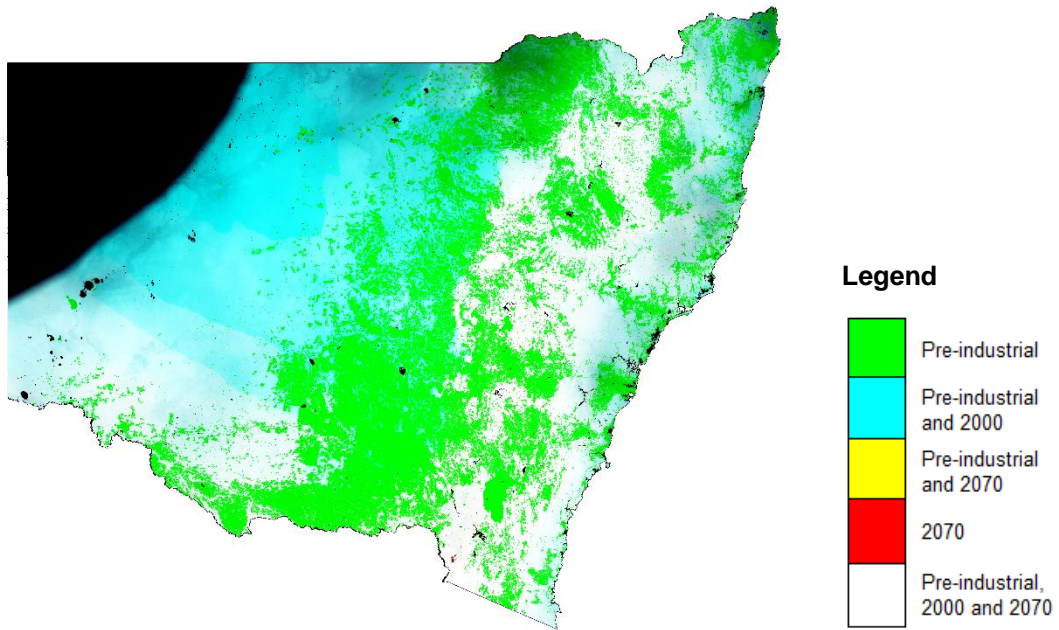 Legend
Pre-industrial
Pre-industrial
and 2000
Pre-industrial
and 2070
2070
Pre-industrial,
2000 and 2070